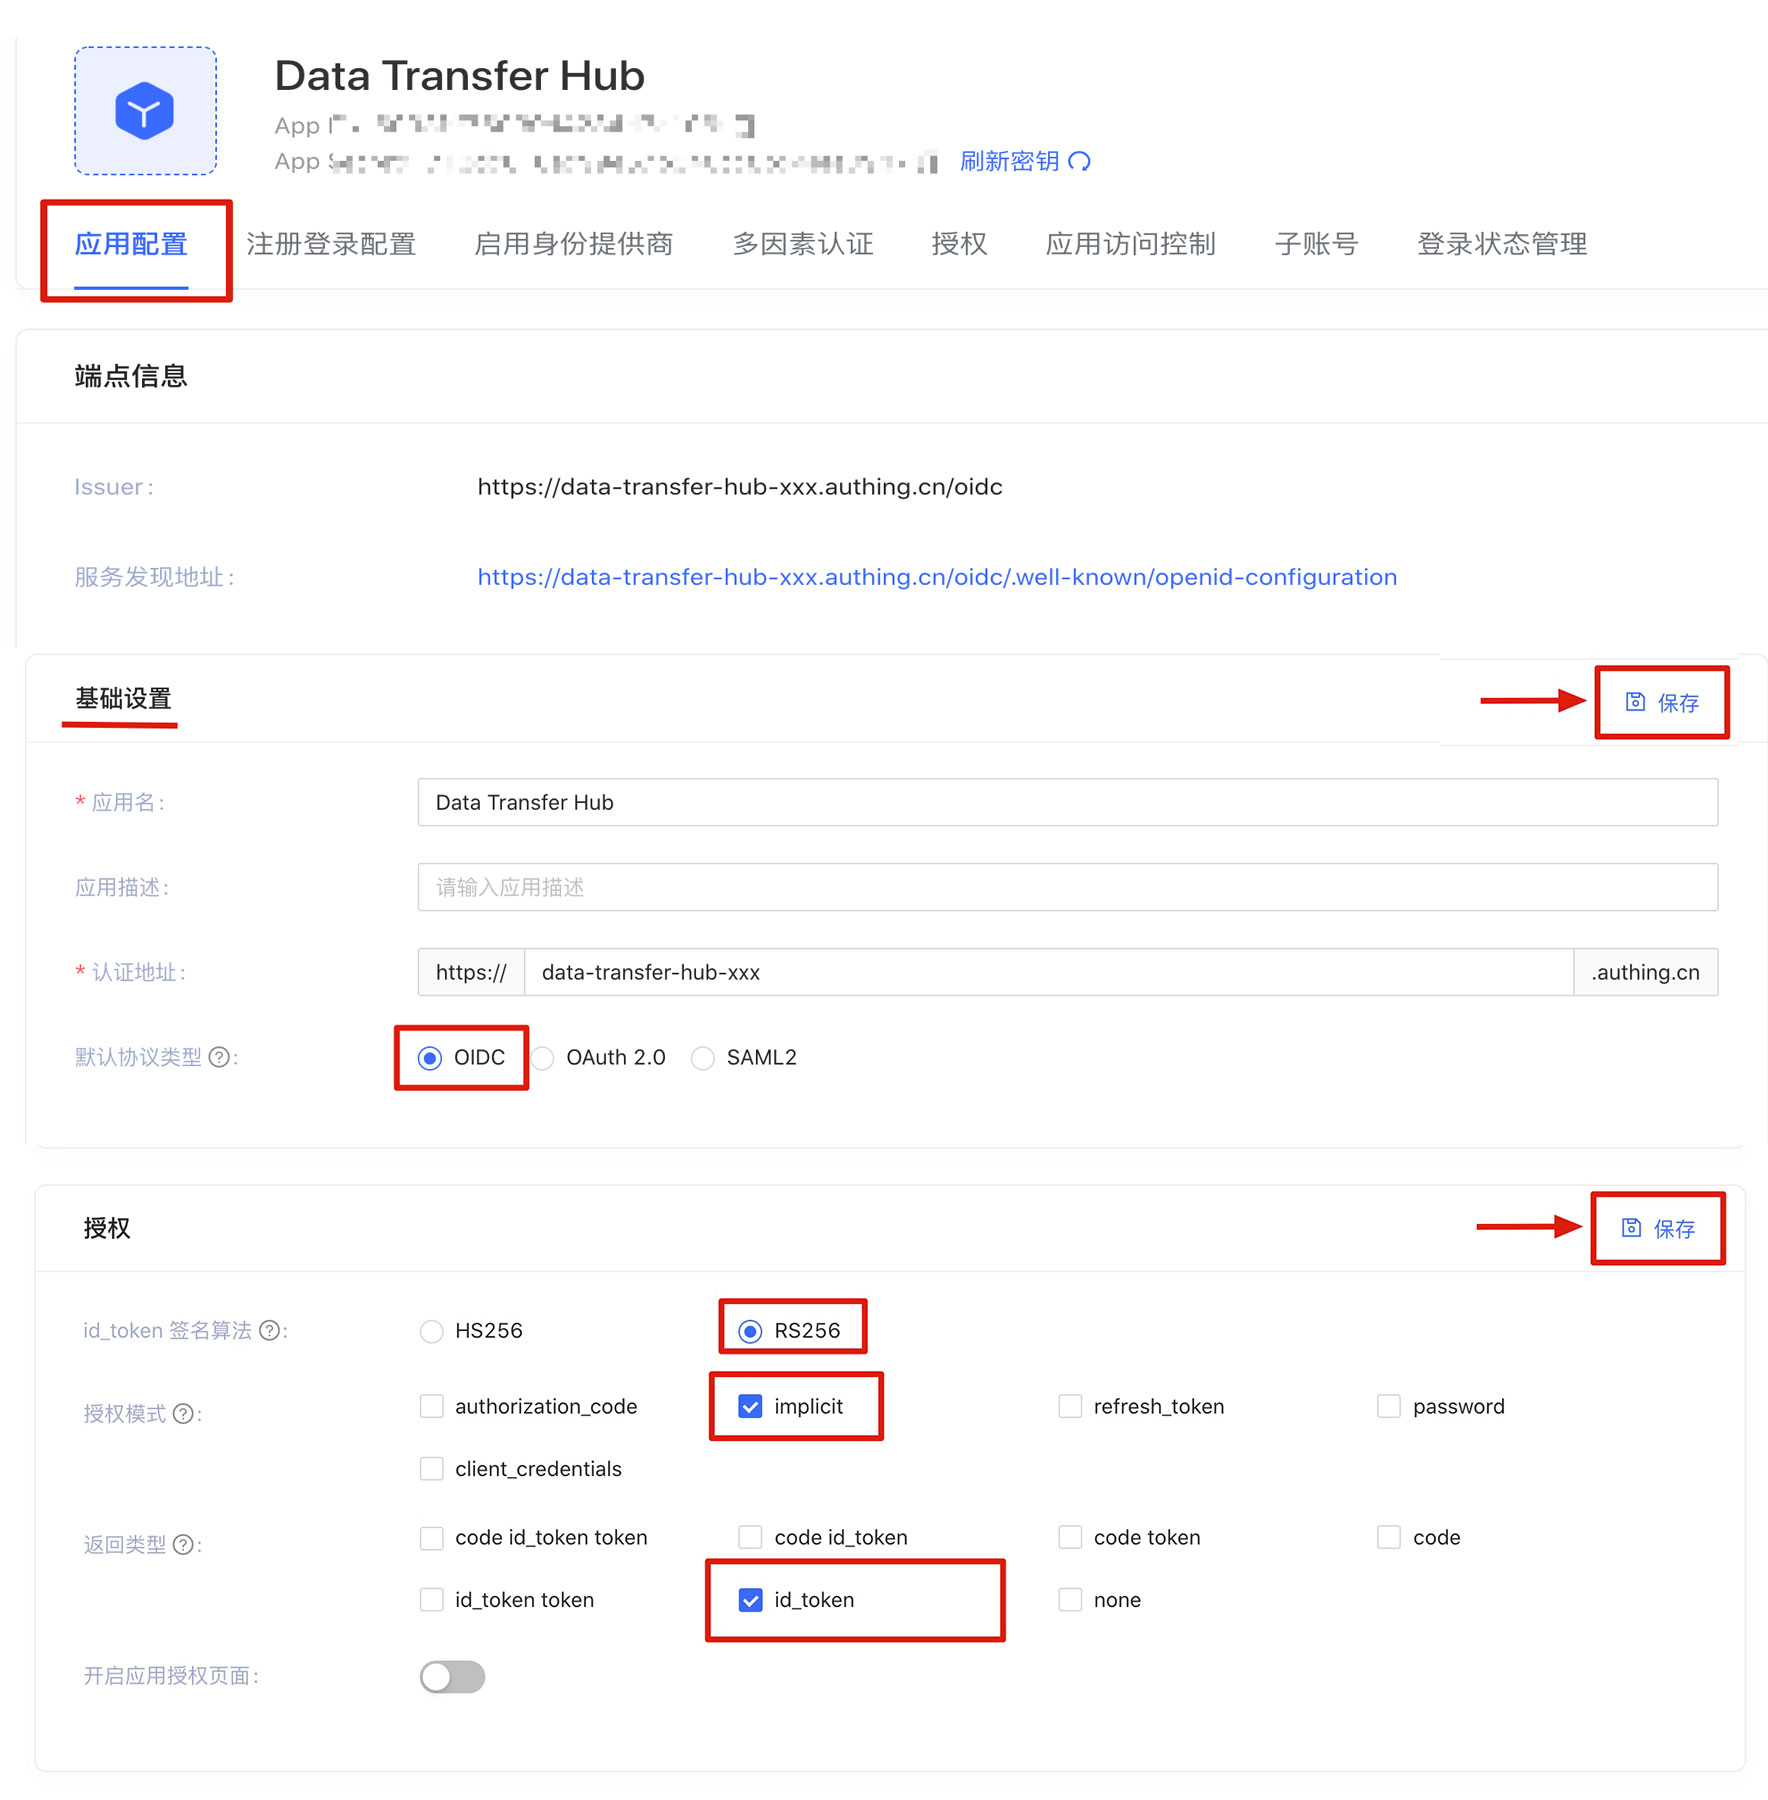 Data Transfer Hub
App
App
刷新密钥
应用配置 注册登录配置 启用身份提供商 多因素认证 授权 应用访问控制 子账号 登录状态管理
端点信息
Issuer: https://data-transfer-hub-xxx.authing.cn/oidc
服务发现地址: https://data-transfer-hub-xxx.authing.cn/oidc/.well-known/openid-configuration
基础设置 保存
* 应用名: Data Transfer Hub
应用描述: 请输入应用描述
* 认证地址: https:// data-transfer-hub-xxx .authing.cn
默认协议类型 ?: OIDC OAuth 2.0 SAML2
授权 保存
id_token 签名算法 ?: HS256 RS256
授权模式 ?: authorization_code implicit refresh_token password
client_credentials
返回类型 ?: code id_token token code id_token code token code
id_token token id_token none
开启应用授权页面: